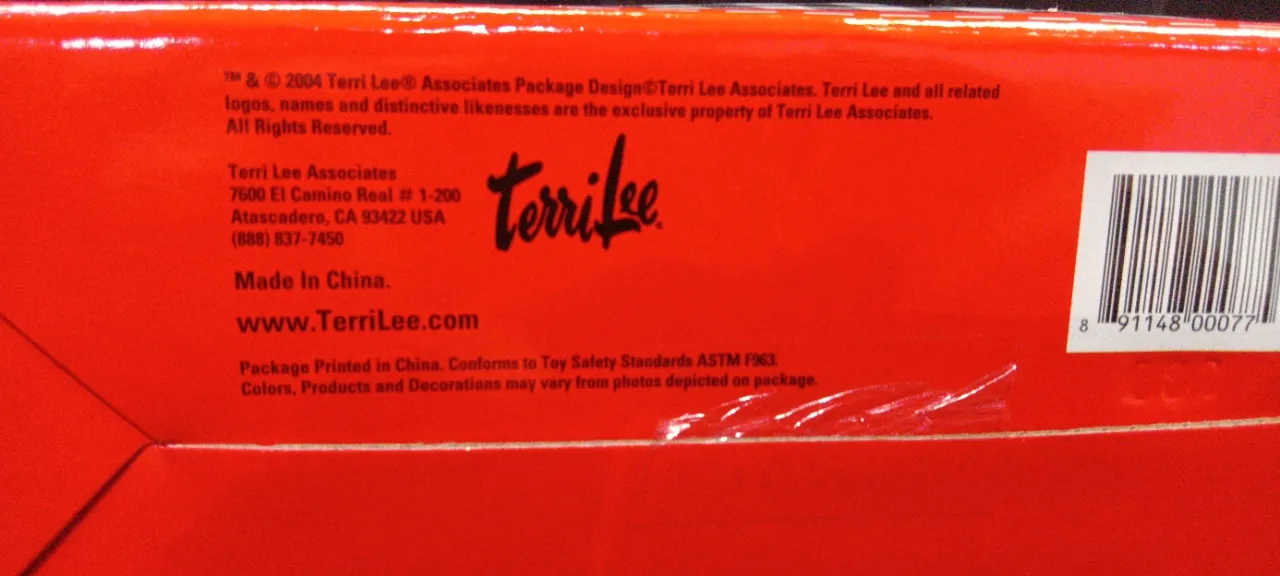 ™ & © 2004 Terri Lee® Associates Package Design©Terri Lee Associates. Terri Lee and all related
logos, names and distinctive likenesses are the exclusive property of Terri Lee Associates.
All Rights Reserved.
Terri Lee Associates
7600 El Camino Real # 1-200
Atascadero, CA 93422 USA
(888) 837-7450
terriLee®
Made In China.
www.TerriLee.com
Package Printed in China. Conforms to Toy Safety Standards ASTM F963.
Colors, Products and Decorations may vary from photos depicted on package.
8 91148 00077